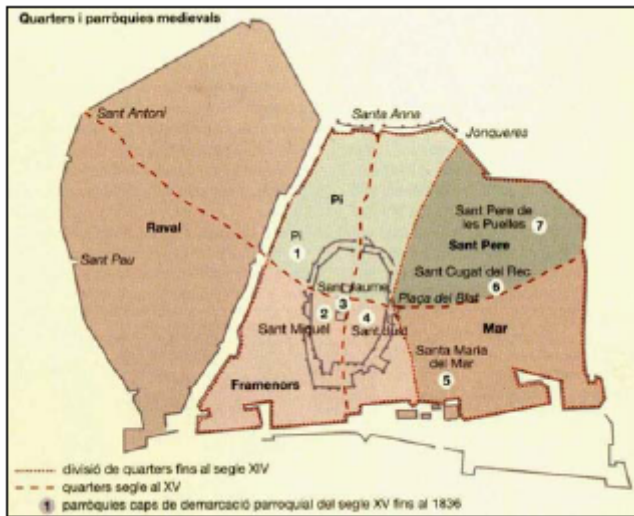 Quarters i parròquies medievals
Sant Antoni
Santa Anna
Jonqueres
Pi
Sant Pere de
les Puelles
7
Raval
Pi
1
Sant Pere
Sant Pau
Sant Cugat del Rec
6
Sant Jaume
Plaça del Blat
2
3
4
Sant Miquel
Sant Just
Mar
Santa Maria
del Mar
5
Framenors
divisió de quarters fins al segle XIV
quarters segle al XV
1 parròquies caps de demarcació parroquial del segle XV fins al 1836